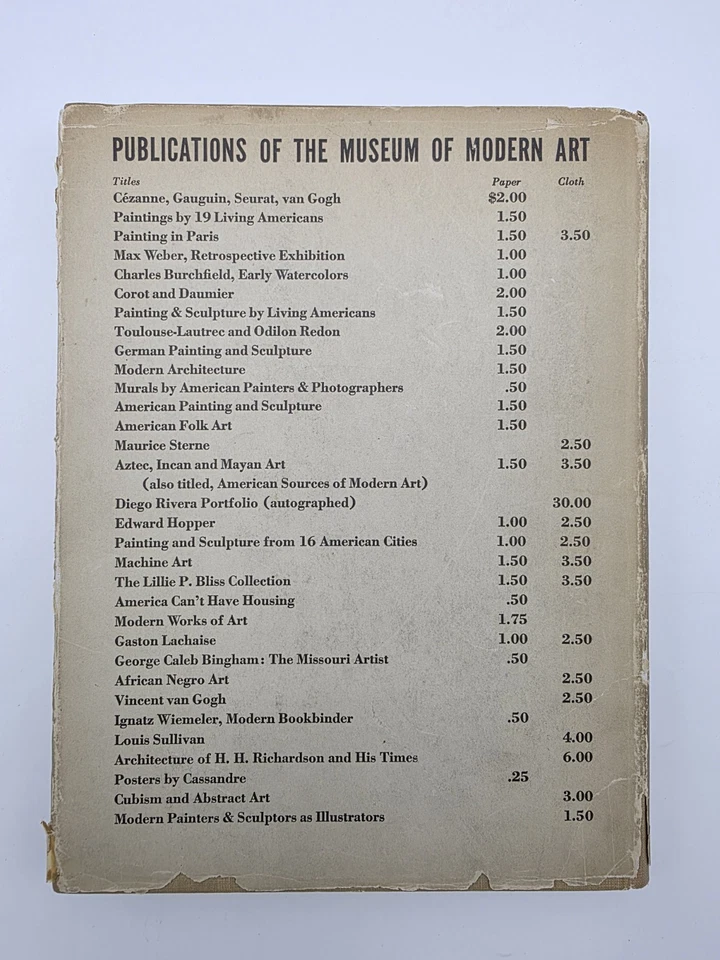 PUBLICATIONS OF THE MUSEUM OF MODERN ART
Titles Paper Cloth
Cézanne, Gauguin, Seurat, van Gogh $2.00
Paintings by 19 Living Americans 1.50
Painting in Paris 1.50 3.50
Max Weber, Retrospective Exhibition 1.00
Charles Burchfield, Early Watercolors 1.00
Corot and Daumier 2.00
Painting & Sculpture by Living Americans 1.50
Toulouse-Lautrec and Odilon Redon 2.00
German Painting and Sculpture 1.50
Modern Architecture 1.50
Murals by American Painters & Photographers .50
American Painting and Sculpture 1.50
American Folk Art 1.50
Maurice Sterne 2.50
Aztec, Incan and Mayan Art 1.50 3.50
(also titled, American Sources of Modern Art)
Diego Rivera Portfolio (autographed) 30.00
Edward Hopper 1.00 2.50
Painting and Sculpture from 16 American Cities 1.00 2.50
Machine Art 1.50 3.50
The Lillie P. Bliss Collection 1.50 3.50
America Can't Have Housing .50
Modern Works of Art 1.75
Gaston Lachaise 1.00 2.50
George Caleb Bingham: The Missouri Artist .50
African Negro Art 2.50
Vincent van Gogh 2.50
Ignatz Wiemeler, Modern Bookbinder .50
Louis Sullivan 4.00
Architecture of H. H. Richardson and His Times 6.00
Posters by Cassandre .25
Cubism and Abstract Art 3.00
Modern Painters & Sculptors as Illustrators 1.50